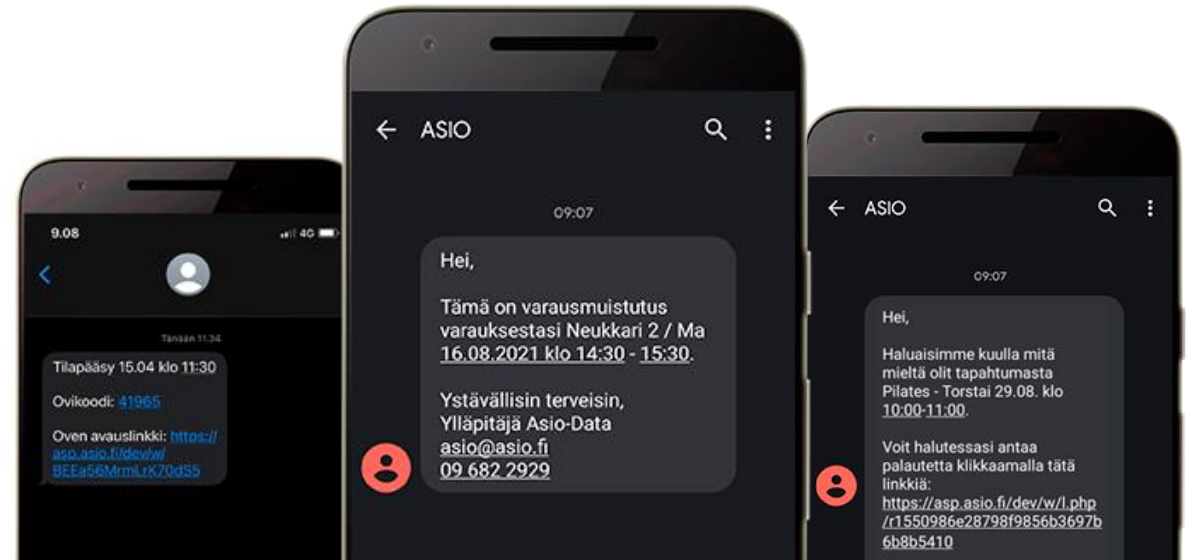 9.08
4G
Tänään 11.34
Tilapääsy 15.04 klo 11:30
Ovikoodi: 41965
Oven avauslinkki: https://
asp.asio.fi/dev/w/
BEEa56MrmLrK70dS5
ASIO
09:07
Hei,
Tämä on varausmuistutus
varauksestasi Neukkari 2 / Ma
16.08.2021 klo 14:30 - 15:30.
Ystävällisin terveisin,
Ylläpitäjä Asio-Data
asio@asio.fi
09 682 2929
ASIO
09:07
Hei,
Haluaisimme kuulla mitä
mieltä olit tapahtumasta
Pilates - Torstai 29.08. klo
10:00-11:00.
Voit halutessasi antaa
palautetta klikkaamalla tätä
linkkiä:
https://asp.asio.fi/dev/w/l.php
/r1550986e28798f9856b3697b
6b8b5410